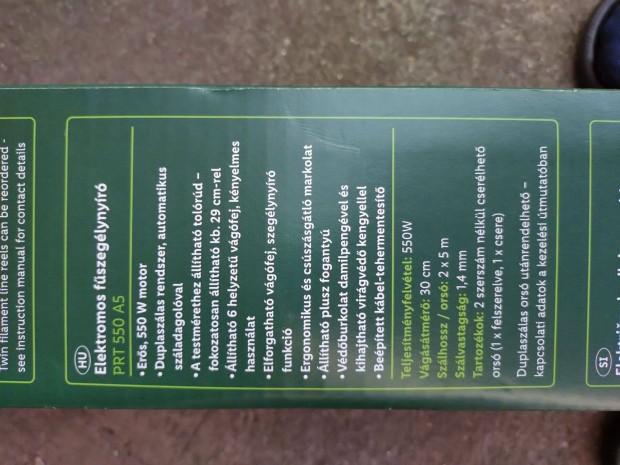 Twin filament line reels can be reordered -
see instruction manual for contact details
HU
Elektromos fűszegélynyíró
PRT 550 A5
• Erős, 550 W motor
• Duplaszálas rendszer, automatikus
száladagolóval
• A testmérethez állítható tolórúd –
fokozatosan állítható kb. 29 cm-rel
• Állítható 6 helyzetű vágófej, kényelmes
használat
• Elforgatható vágófej, szegélynyíró
funkció
• Ergonomikus és csúszásgátló markolat
• Állítható plusz fogantyú
• Védőburkolat damilpengével és
kihajtható virágvédő kengyellel
• Beépített kábel-tehermentesítő
Teljesítményfelvétel: 550W
Vágásátmérő: 30 cm
Szálhossz / orsó: 2 x 5 m
Szálvastagság: 1,4 mm
Tartozékok: 2 szerszám nélkül cserélhető
orsó (1 x felszerelve, 1 x csere)
Duplaszálas orsó utánrendelhető –
kapcsolati adatok a kezelési útmutatóban
SI